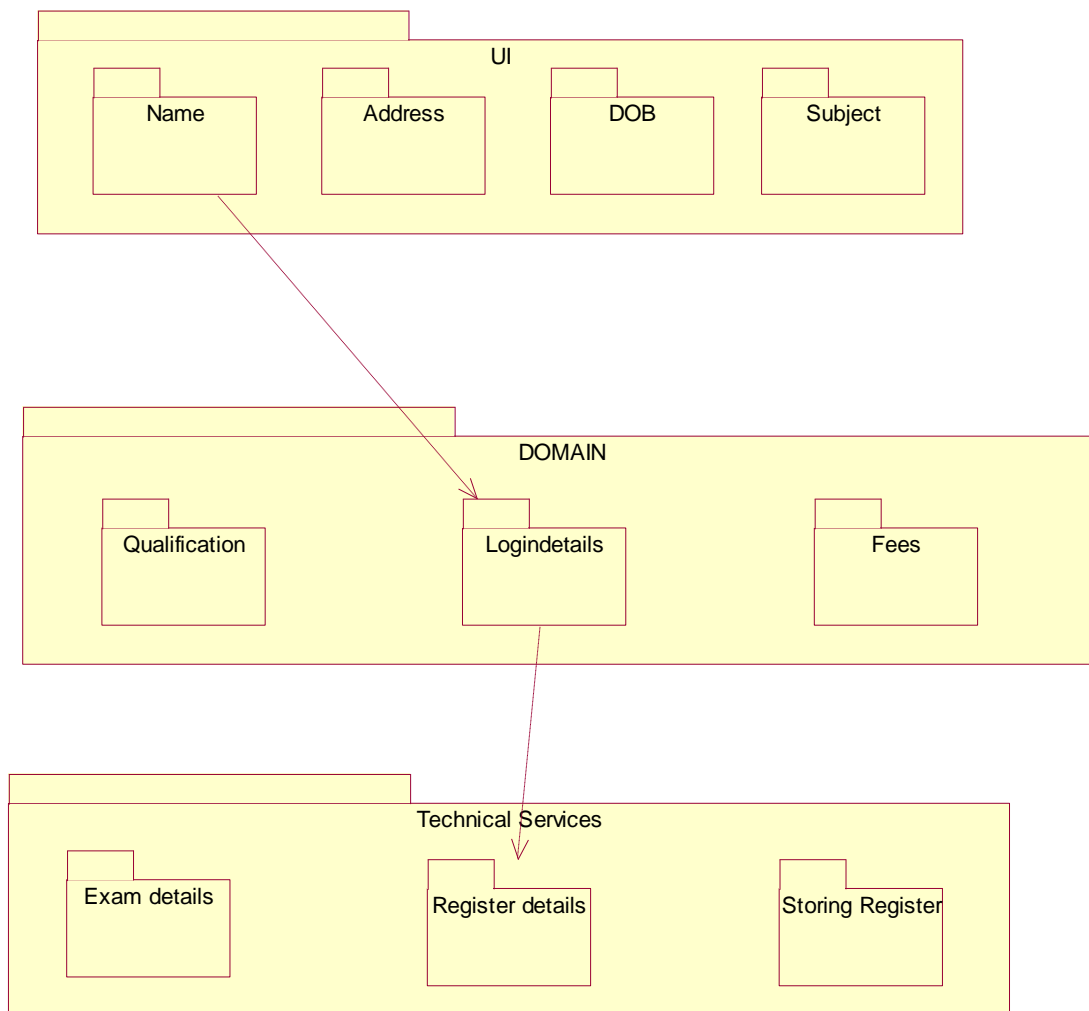 UI
Name
Address
DOB
Subject
DOMAIN
Qualification
Logindetails
Fees
Technical Services
Exam details
Register details
Storing Register